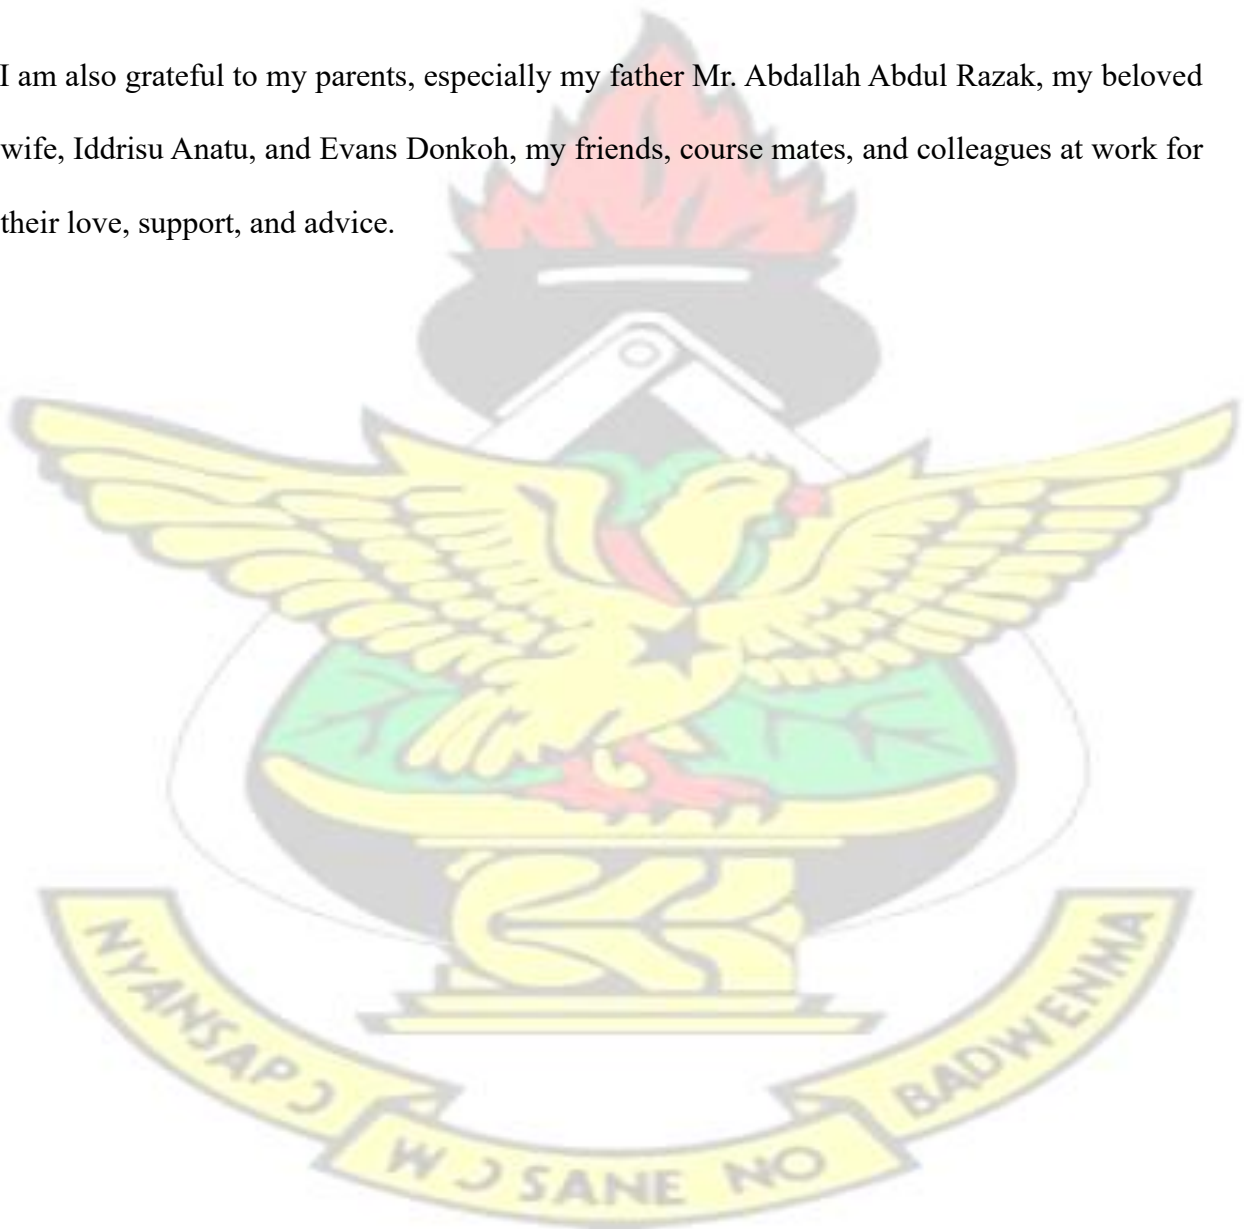 I am also grateful to my parents, especially my father Mr. Abdallah Abdul Razak, my beloved
wife, Iddrisu Anatu, and Evans Donkoh, my friends, course mates, and colleagues at work for
their love, support, and advice.
NYANSAPƆ
WƆ SANE NO
BADWENMA